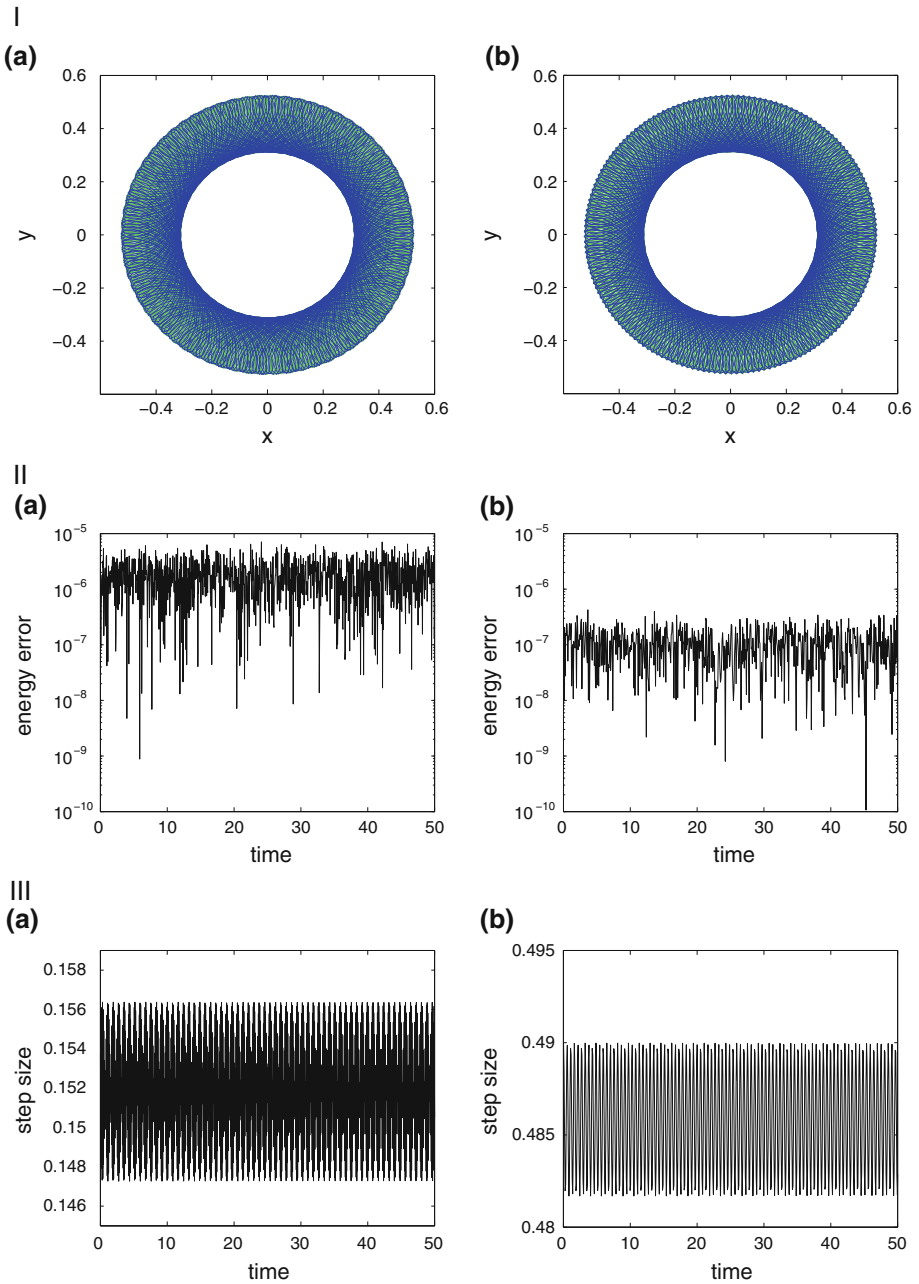 I
(a)
0.6
0.4
0.2
0
−0.2
−0.4
y
−0.4 −0.2 0 0.2 0.4 0.6
x
(b)
0.6
0.4
0.2
0
−0.2
−0.4
y
−0.4 −0.2 0 0.2 0.4 0.6
x
II
(a)
10−5
10−6
10−7
10−8
10−9
10−10
energy error
0 10 20 30 40 50
time
(b)
10−5
10−6
10−7
10−8
10−9
10−10
energy error
0 10 20 30 40 50
time
III
(a)
0.158
0.156
0.154
0.152
0.15
0.148
0.146
step size
0 10 20 30 40 50
time
(b)
0.495
0.49
0.485
0.48
step size
0 10 20 30 40 50
time